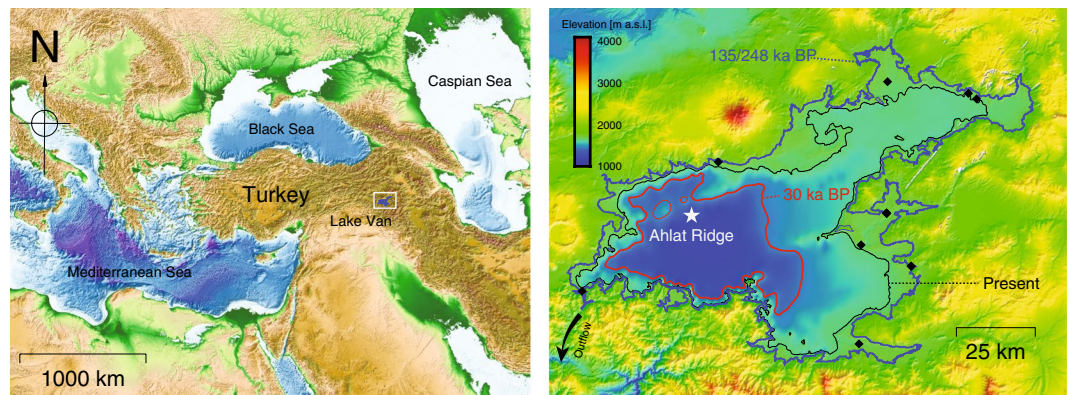 N
Caspian Sea
Black Sea
Turkey
Lake Van
Mediterranean Sea
1000 km
Elevation [m a.s.l.]
4000
3000
2000
1000
135/248 ka BP
30 ka BP
Ahlat Ridge
Present
Outflow
25 km